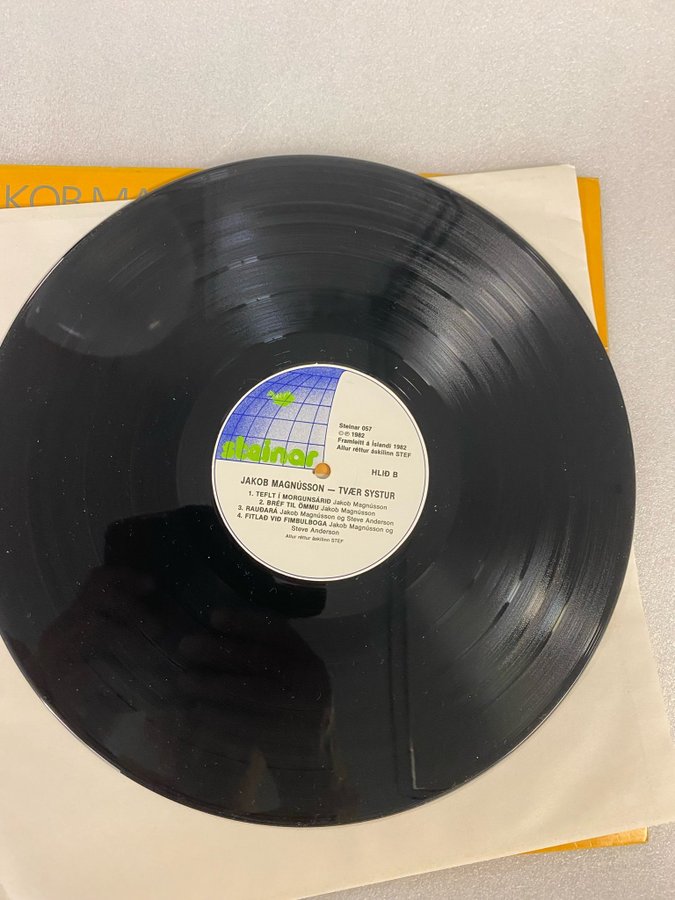 KOB MA
steinar
Steinar 057
©℗ 1982
Framleitt á Íslandi 1982
Allur réttur áskilinn STEF
HLIÐ B
JAKOB MAGNÚSSON — TVÆR SYSTUR
1. TEFLT Í MORGUNSÁRIÐ Jakob Magnússon
2. BRÉF TIL ÖMMU Jakob Magnússon
3. RAUÐARÁ Jakob Magnússon og Steve Anderson
4. FITLAÐ VIÐ FIMBULBOGA Jakob Magnússon og
Steve Anderson
Allur réttur áskilinn STEF